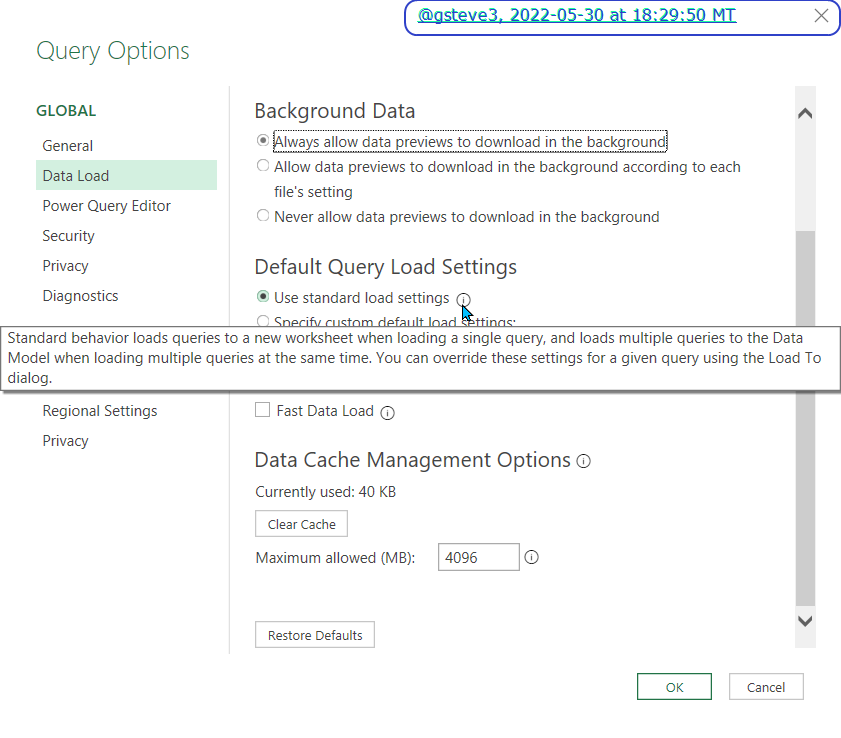 @gsteve3, 2022-05-30 at 18:29:50 MT
Query Options
GLOBAL
General
Data Load
Power Query Editor
Security
Privacy
Diagnostics
Regional Settings
Privacy
Background Data
Always allow data previews to download in the background
Allow data previews to download in the background according to each
file's setting
Never allow data previews to download in the background
Default Query Load Settings
Use standard load settings
Specify custom default load settings:
Standard behavior loads queries to a new worksheet when loading a single query, and loads multiple queries to the Data
Model when loading multiple queries at the same time. You can override these settings for a given query using the Load To
dialog.
Fast Data Load
Data Cache Management Options
Currently used: 40 KB
Clear Cache
Maximum allowed (MB): 4096
Restore Defaults
OK Cancel